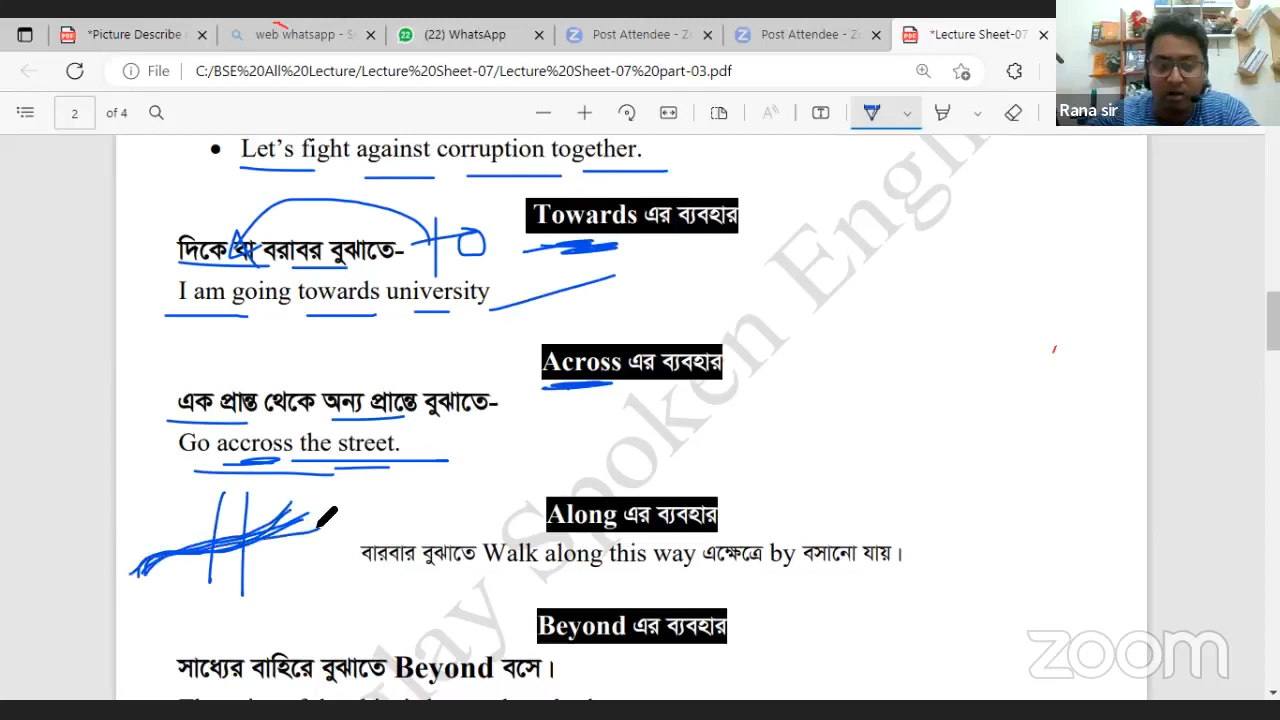 *Picture Describe
web whatsapp - S
(22) WhatsApp
Post Attendee - Z
Post Attendee - Z
*Lecture Sheet-07
File
C:/BSE%20All%20Lecture/Lecture%20Sheet-07/Lecture%20Sheet-07%20part-03.pdf
Rana sir
2 of 4
• Let's fight against corruption together.
Towards এর ব্যবহার
দিকে বা বরাবর বুঝাতে-
I am going towards university
Across এর ব্যবহার
এক প্রান্ত থেকে অন্য প্রান্তে বুঝাতে-
Go accross the street.
Along এর ব্যবহার
বারবার বুঝাতে Walk along this way এক্ষেত্রে by বসানো যায়।
Beyond এর ব্যবহার
সাধ্যের বাহিরে বুঝাতে Beyond বসে।
zoom
lay Spoken Engli